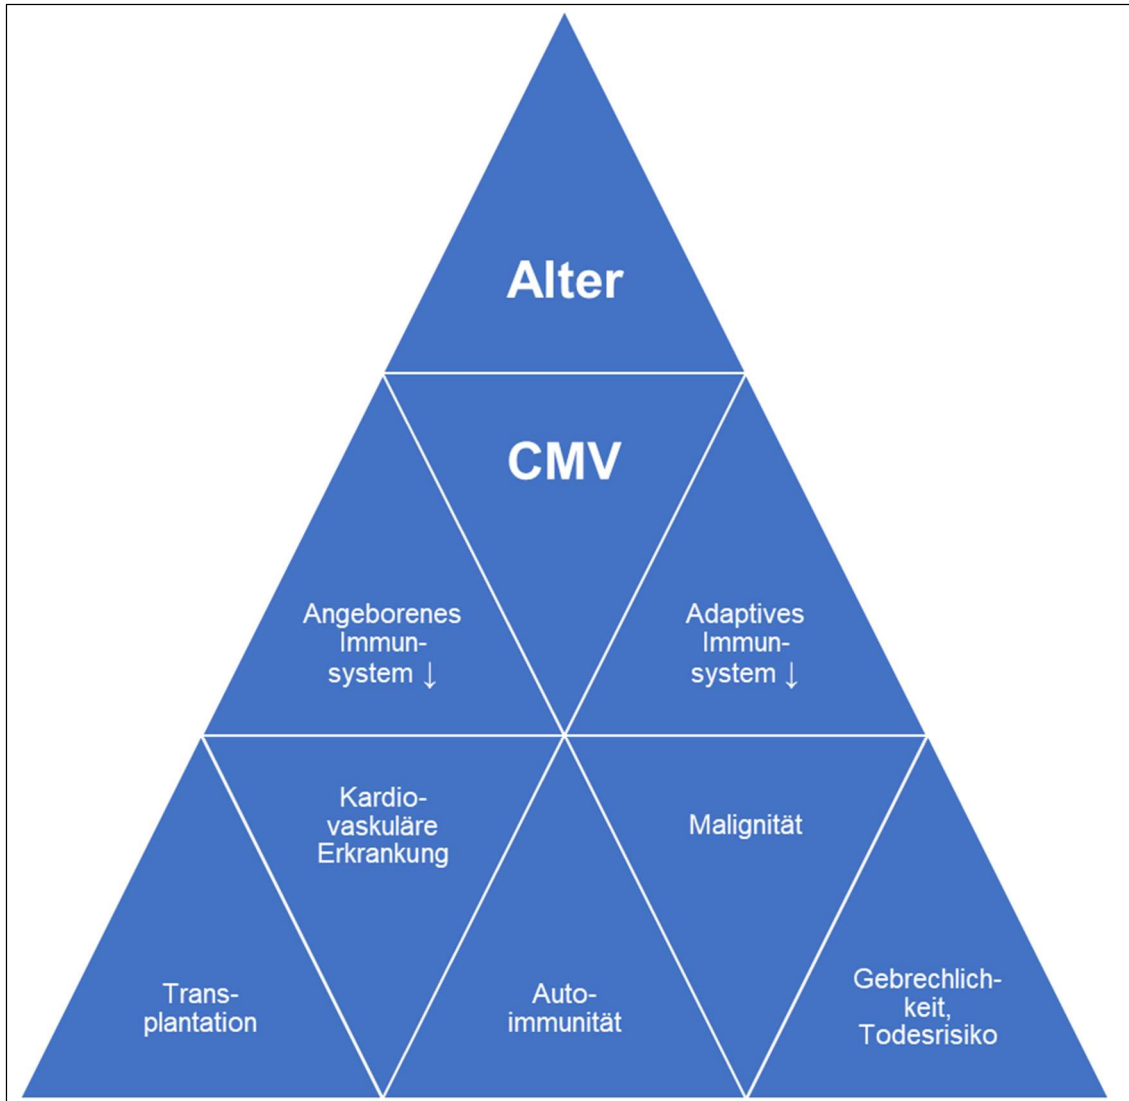 Alter
CMV
Angeborenes
Immun-
system ↓
Adaptives
Immun-
system ↓
Kardio-
vaskuläre
Erkrankung
Malignität
Trans-
plantation
Auto-
immunität
Gebrechlich-
keit,
Todesrisiko